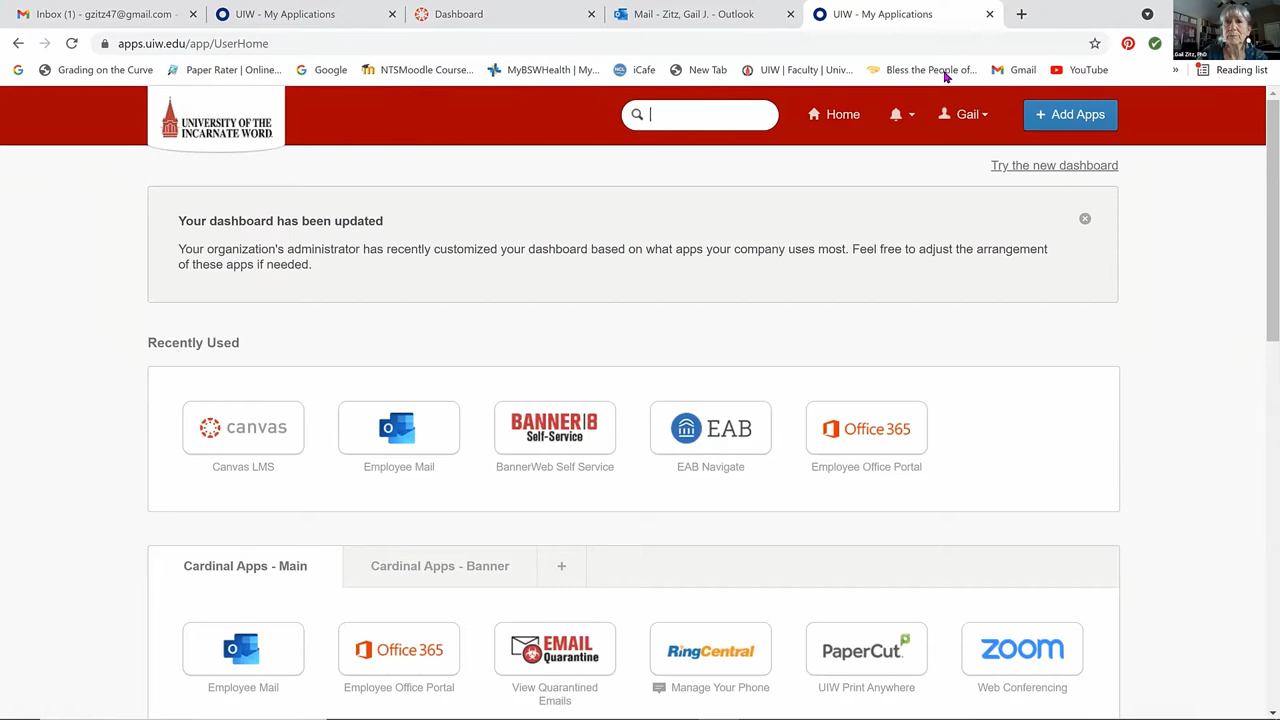 Inbox (1) - gzitz47@gmail.com
UIW - My Applications
Dashboard
Mail - Zitz, Gail J. - Outlook
UIW - My Applications
apps.uiw.edu/app/UserHome
Grading on the Curve
Paper Rater | Online...
Google
NTSMoodle Course...
MyBSWHealth | My...
iCafe
New Tab
UIW | Faculty | Univ...
Bless the People of...
Gmail
YouTube
»
Reading list
Gail Zitz, PhD
UNIVERSITY OF THE
INCARNATE WORD
Home
Gail
+ Add Apps
Try the new dashboard
Your dashboard has been updated
Your organization's administrator has recently customized your dashboard based on what apps your company uses most. Feel free to adjust the arrangement
of these apps if needed.
Recently Used
canvas
BANNER|8
Self-Service
EAB
Office 365
Canvas LMS
Employee Mail
BannerWeb Self Service
EAB Navigate
Employee Office Portal
Cardinal Apps - Main
Cardinal Apps - Banner
+
Office 365
EMAIL
Quarantine
RingCentral
PaperCut
ZOOM
Employee Mail
Employee Office Portal
View Quarantined
Emails
Manage Your Phone
UIW Print Anywhere
Web Conferencing